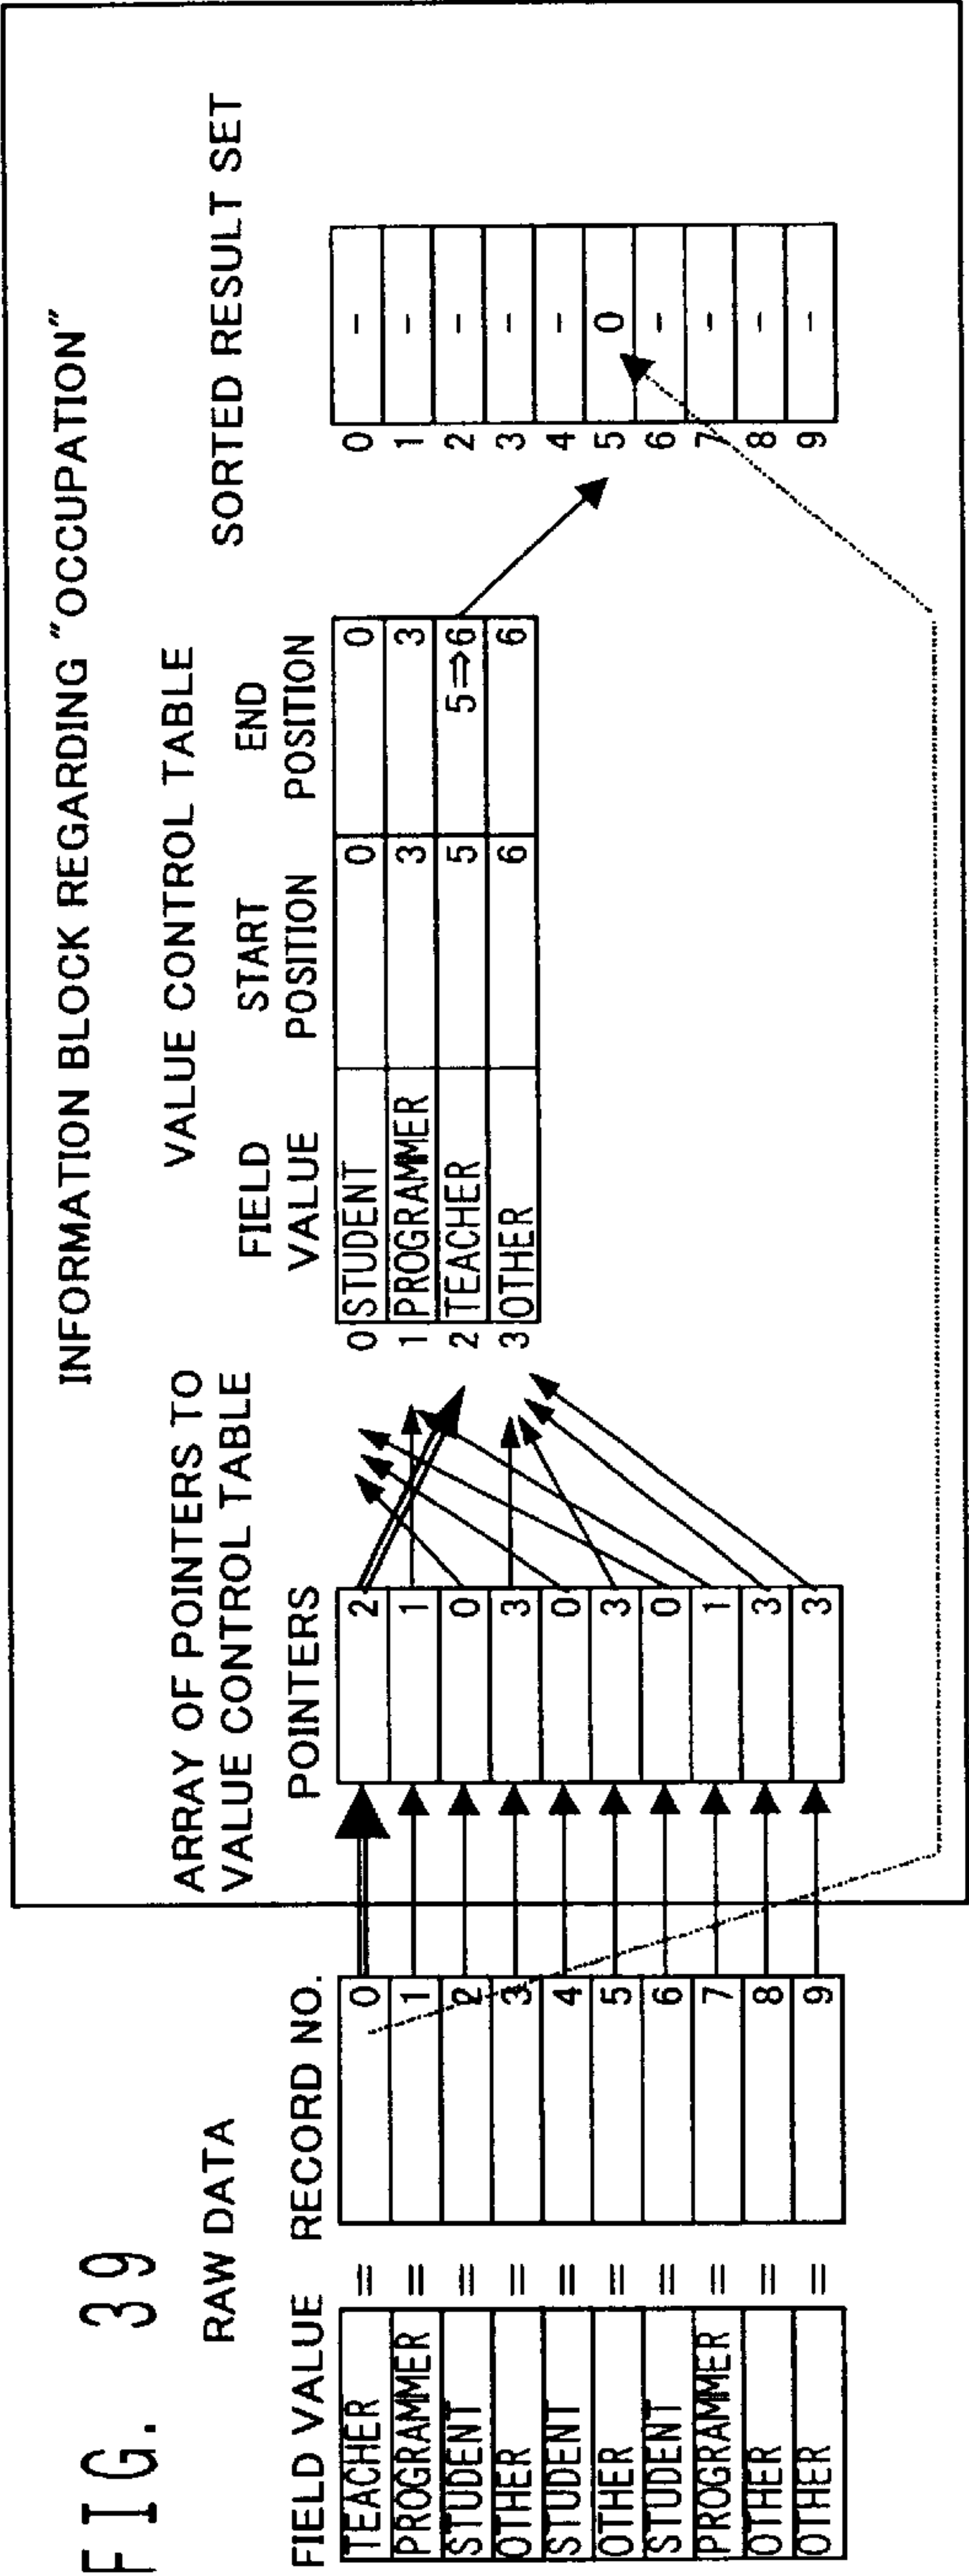 FIG. 39
INFORMATION BLOCK REGARDING "OCCUPATION"
RAW DATA
ARRAY OF POINTERS TO
VALUE CONTROL TABLE
VALUE CONTROL TABLE
SORTED RESULT SET
FIELD VALUE RECORD NO. POINTERS
FIELD VALUE START POSITION END POSITION
TEACHER = 0 2 0 STUDENT 0 0 0 -
PROGRAMMER = 1 1 1 PROGRAMMER 3 3 1 -
STUDENT = 2 0 2 TEACHER 5 5⇒6 2 -
OTHER = 3 3 3 OTHER 6 6 3 -
STUDENT = 4 0 4 -
OTHER = 5 3 5 0
STUDENT = 6 0 6 -
PROGRAMMER = 7 1 7 -
OTHER = 8 3 8 -
OTHER = 9 3 9 -